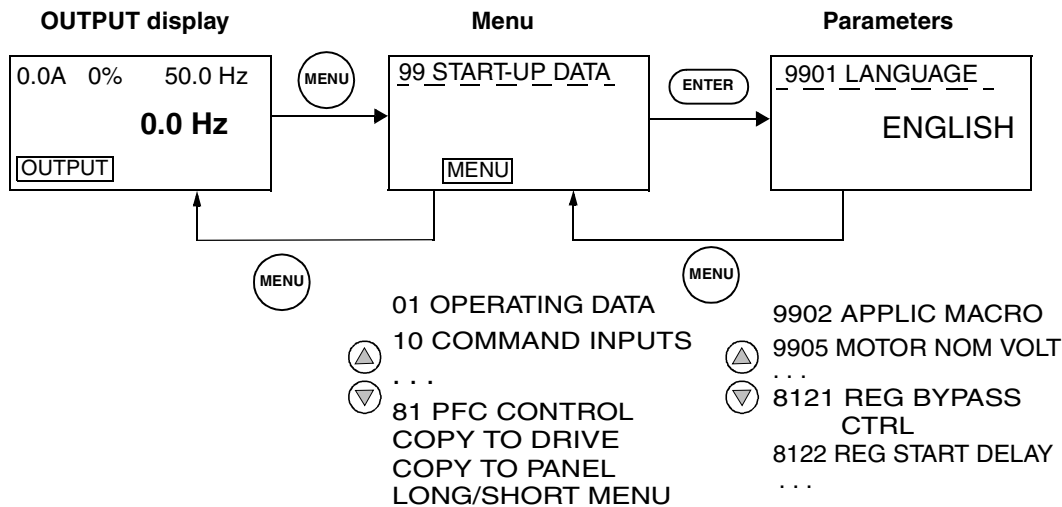 OUTPUT display
Menu
Parameters
0.0A 0% 50.0 Hz
0.0 Hz
OUTPUT
MENU
99 START-UP DATA
MENU
ENTER
9901 LANGUAGE
ENGLISH
MENU
MENU
01 OPERATING DATA
10 COMMAND INPUTS
. . .
81 PFC CONTROL
COPY TO DRIVE
COPY TO PANEL
LONG/SHORT MENU
9902 APPLIC MACRO
9905 MOTOR NOM VOLT
. . .
8121 REG BYPASS
CTRL
8122 REG START DELAY
. . .